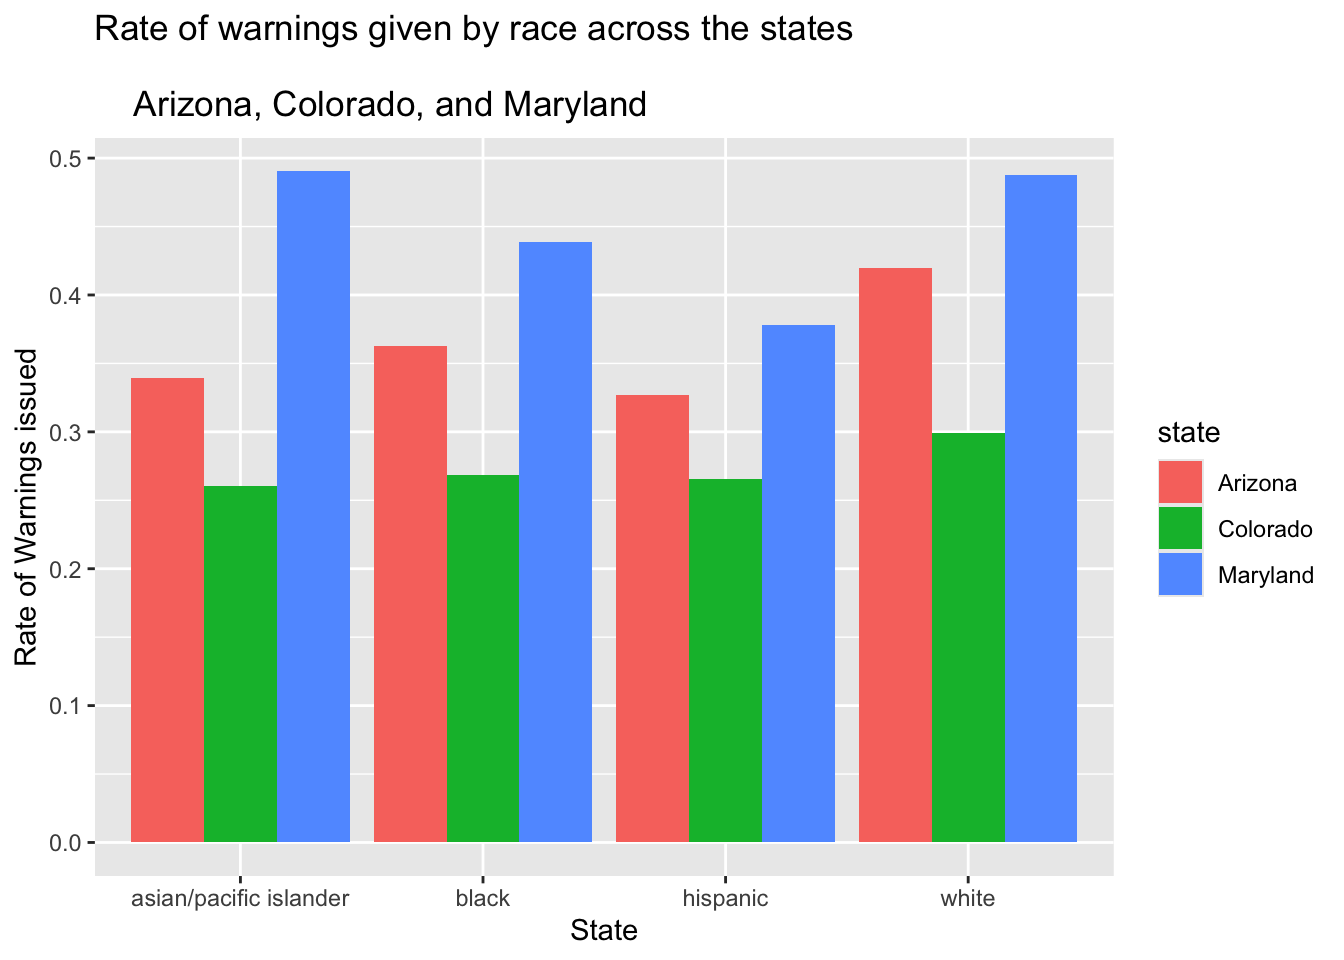 Rate of warnings given by race across the states
Arizona, Colorado, and Maryland
0.5
0.4
0.3
0.2
0.1
0.0
Rate of Warnings issued
asian/pacific islander
black
hispanic
white
State
state
Arizona
Colorado
Maryland